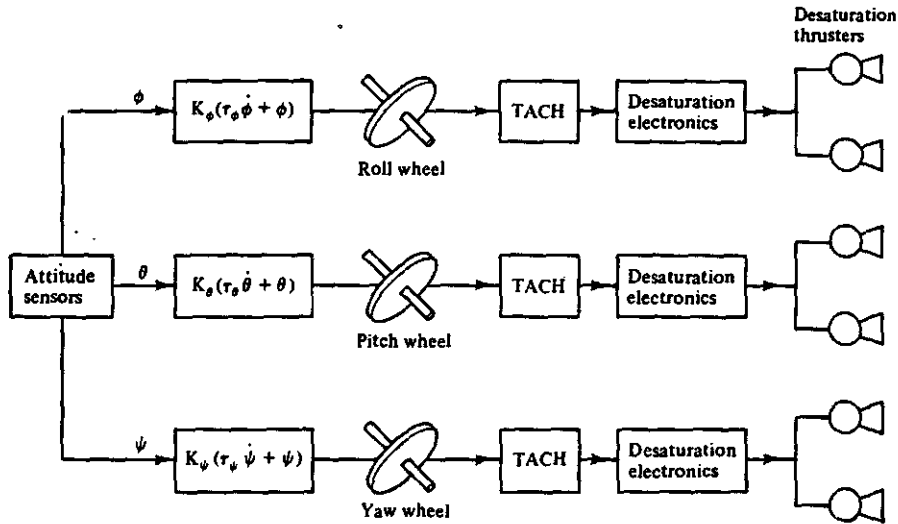 Desaturation
thrusters
ϕ
K_ϕ(τ_ϕ ϕ̇ + ϕ)
Roll wheel
TACH
Desaturation
electronics
Attitude
sensors
θ
K_θ(τ_θ θ̇ + θ)
Pitch wheel
TACH
Desaturation
electronics
ψ
K_ψ(τ_ψ ψ̇ + ψ)
Yaw wheel
TACH
Desaturation
electronics